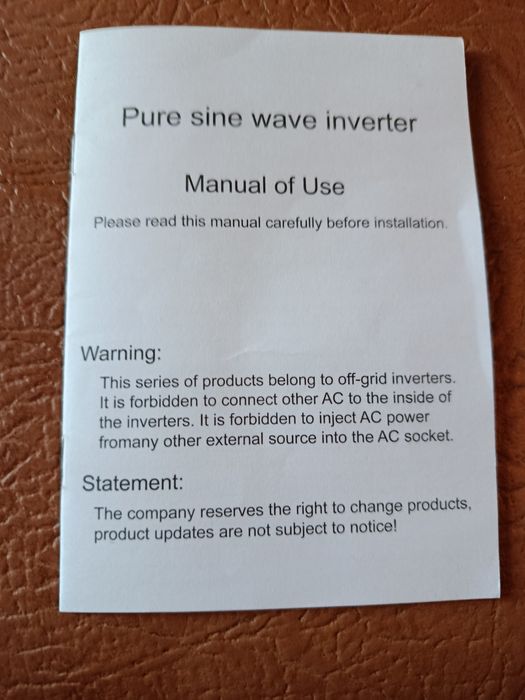 Pure sine wave inverter
Manual of Use
Please read this manual carefully before installation.
Warning:
This series of products belong to off-grid inverters.
It is forbidden to connect other AC to the inside of
the inverters. It is forbidden to inject AC power
fromany other external source into the AC socket.
Statement:
The company reserves the right to change products,
product updates are not subject to notice!